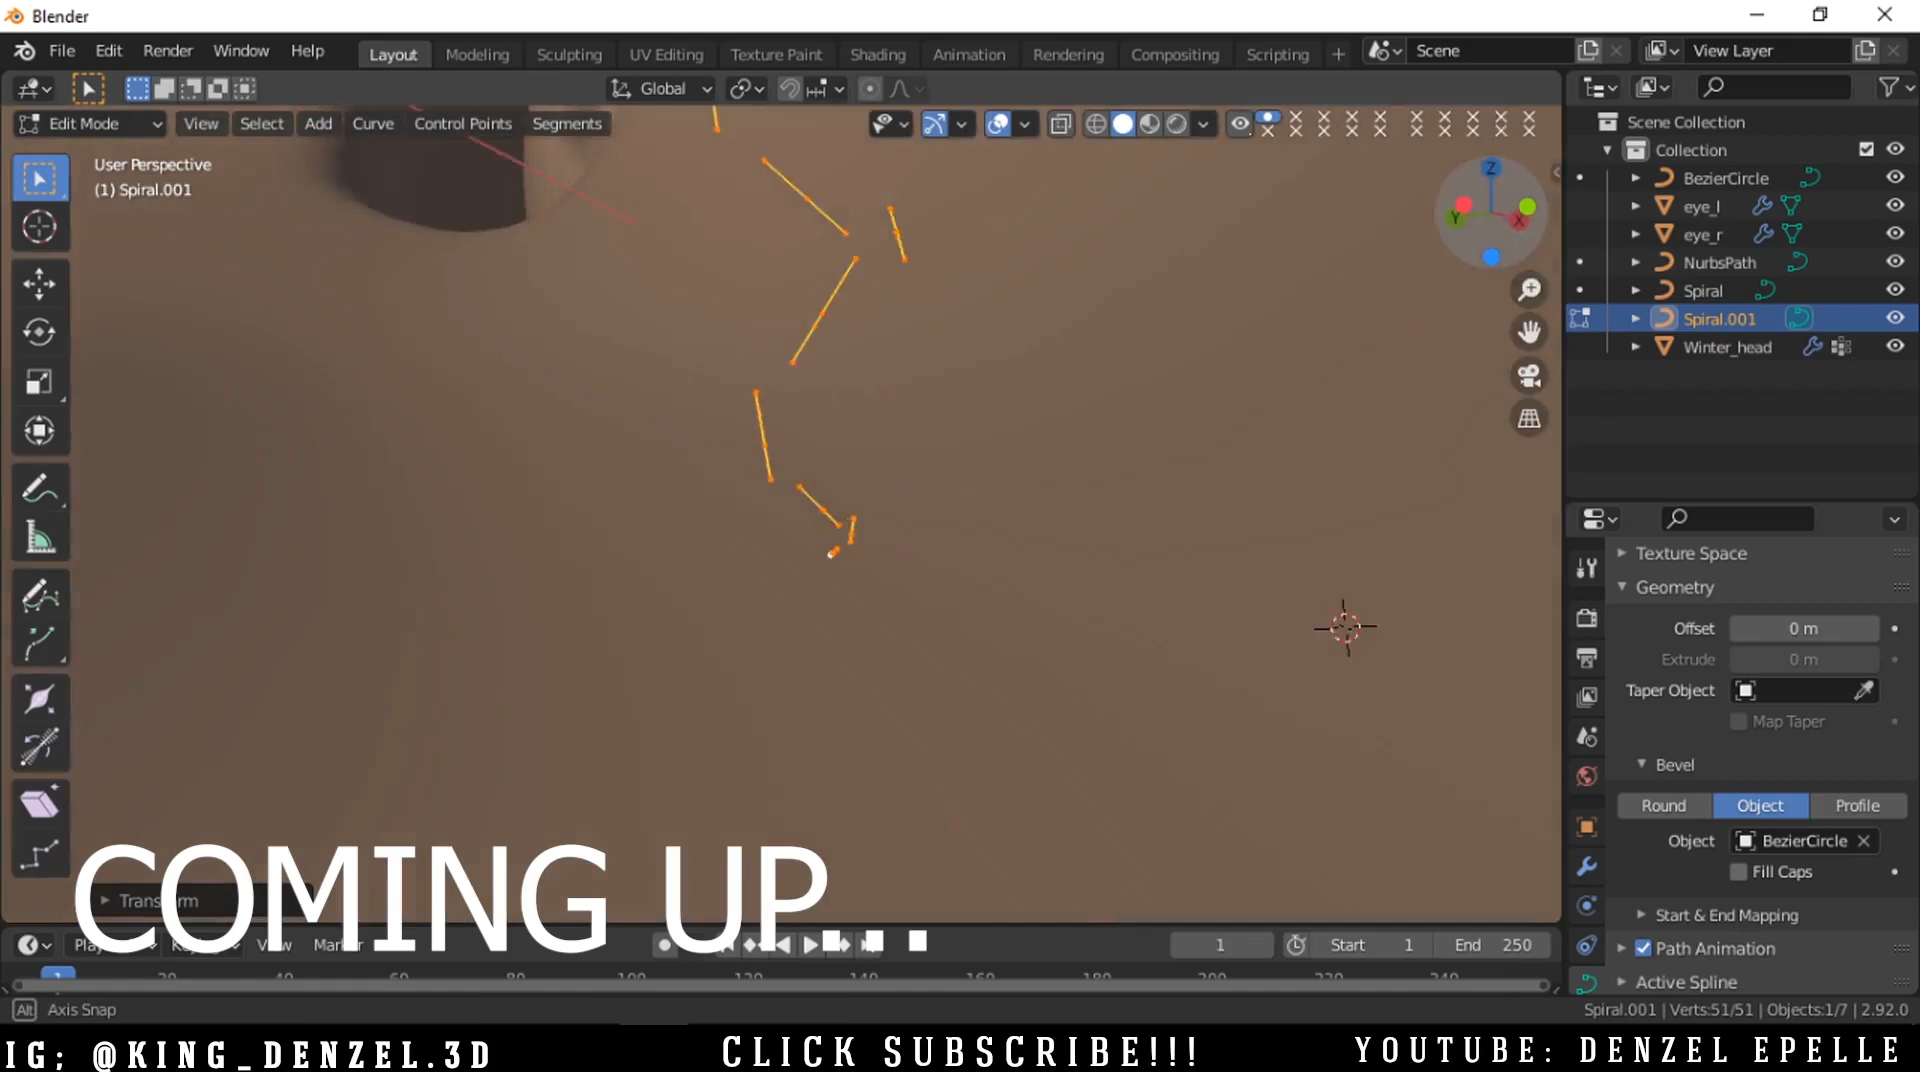 Blender
File Edit Render Window Help
Layout Modeling Sculpting UV Editing Texture Paint Shading Animation Rendering Compositing Scripting +
Scene
View Layer
Global
Edit Mode View Select Add Curve Control Points Segments
User Perspective
(1) Spiral.001
Z
Y
X
Scene Collection
Collection
BezierCircle
eye_l
eye_r
NurbsPath
Spiral
Spiral.001
Winter_head
Texture Space
Geometry
Offset 0 m
Extrude 0 m
Taper Object
Map Taper
Bevel
Round Object Profile
Object BezierCircle
Fill Caps
Start & End Mapping
Path Animation
Active Spline
Transform
COMING UP...
View
1 Start 1 End 250
1
Alt Axis Snap
Spiral.001 | Verts:51/51 | Objects:1/7 | 2.92.0
IG; @KING_DENZEL.3D CLICK SUBSCRIBE!!! YOUTUBE: DENZEL EPELLE